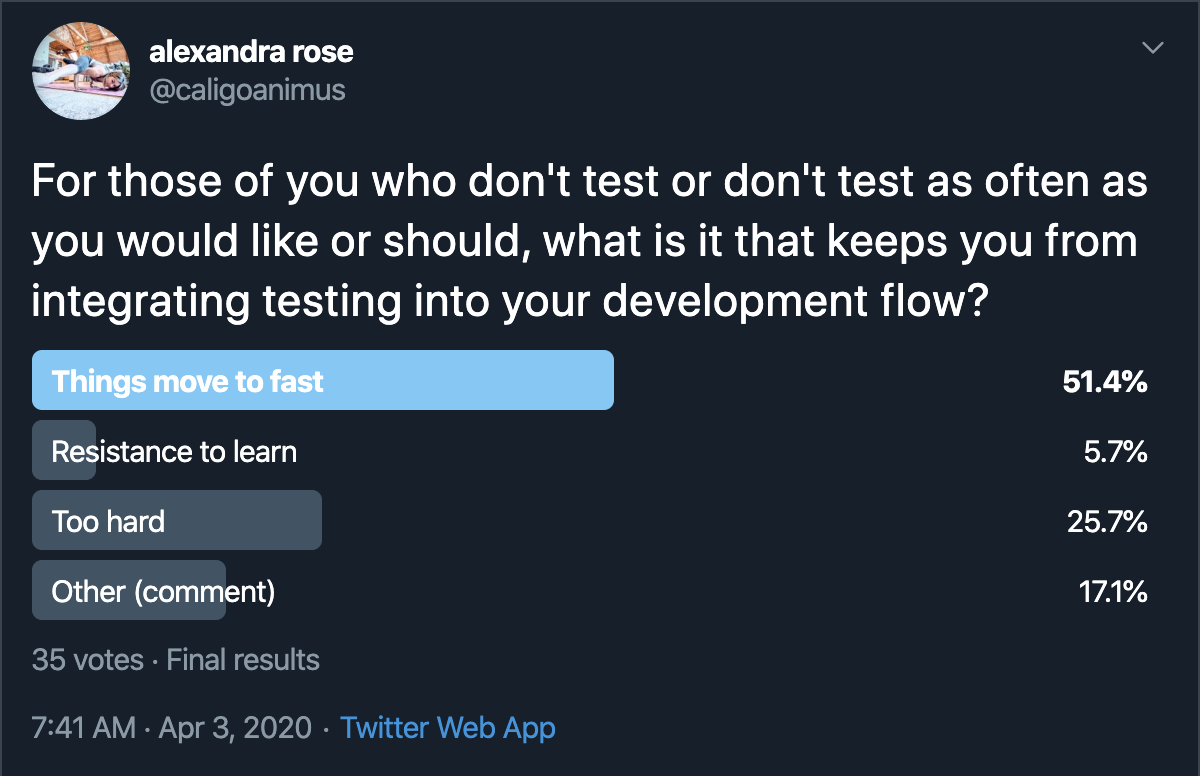 alexandra rose
@caligoanimus
For those of you who don't test or don't test as often as
you would like or should, what is it that keeps you from
integrating testing into your development flow?
Things move to fast 51.4%
Resistance to learn 5.7%
Too hard 25.7%
Other (comment) 17.1%
35 votes · Final results
7:41 AM · Apr 3, 2020 · Twitter Web App